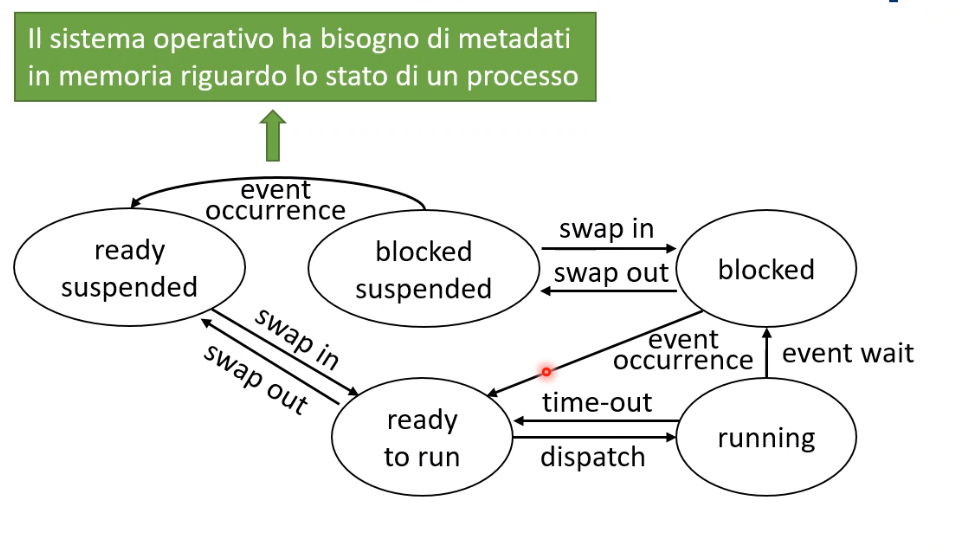 Il sistema operativo ha bisogno di metadati
in memoria riguardo lo stato di un processo
event
occurrence
ready
suspended
blocked
suspended
swap in
swap out
blocked
swap in
swap out
event
occurrence
event wait
ready
to run
time-out
dispatch
running